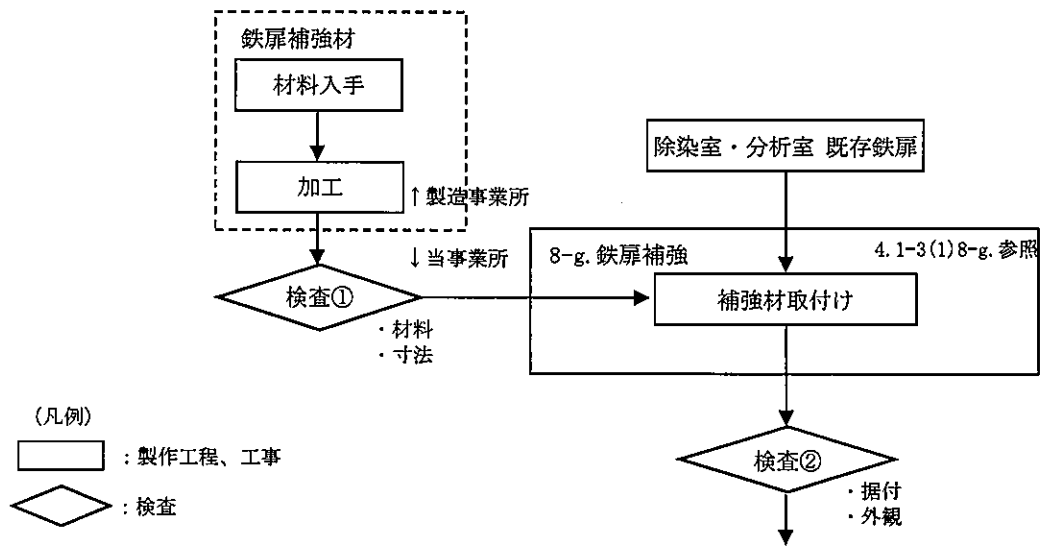 鉄扉補強材
材料入手
加工
↑製造事業所
↓当事業所
検査①
・材料
・寸法
除染室・分析室 既存鉄扉
8-g. 鉄扉補強
4.1-3(1)8-g. 参照
補強材取付け
検査②
・据付
・外観
(凡例)
：製作工程、工事
：検査